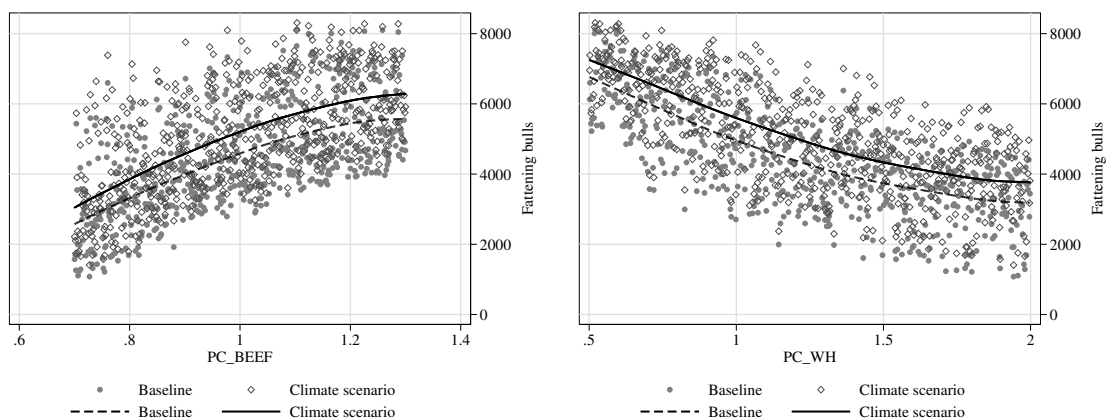 8000
6000
4000
2000
0
Fattening bulls
.6 .8 1 1.2 1.4
PC_BEEF
Baseline Climate scenario
Baseline Climate scenario
8000
6000
4000
2000
0
Fattening bulls
.5 1 1.5 2
PC_WH
Baseline Climate scenario
Baseline Climate scenario